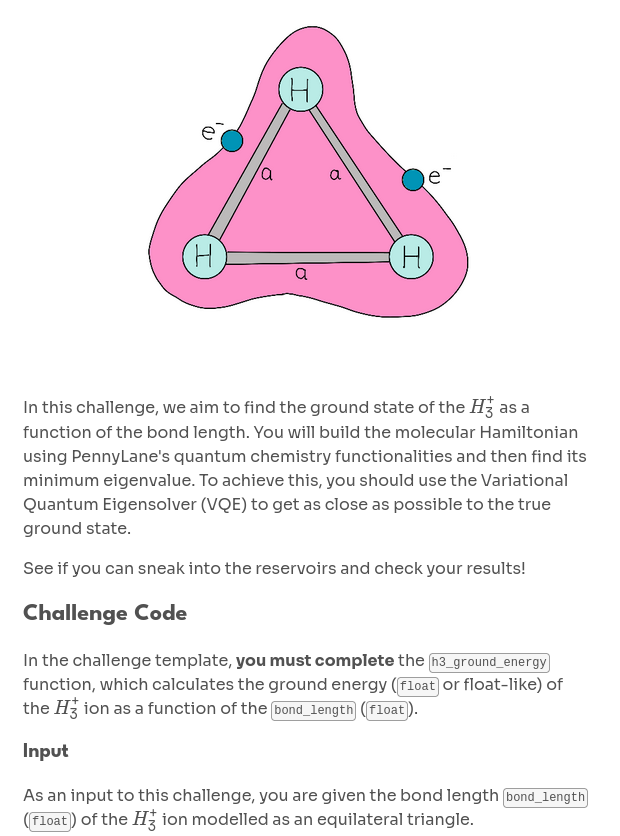 H
e⁻
a
a
e⁻
H
H
a
In this challenge, we aim to find the ground state of the H₃⁺ as a
function of the bond length. You will build the molecular Hamiltonian
using PennyLane's quantum chemistry functionalities and then find its
minimum eigenvalue. To achieve this, you should use the Variational
Quantum Eigensolver (VQE) to get as close as possible to the true
ground state.
See if you can sneak into the reservoirs and check your results!
Challenge Code
In the challenge template, you must complete the h3_ground_energy
function, which calculates the ground energy (float or float-like) of
the H₃⁺ ion as a function of the bond_length (float).
Input
As an input to this challenge, you are given the bond length bond_length
(float) of the H₃⁺ ion modelled as an equilateral triangle.